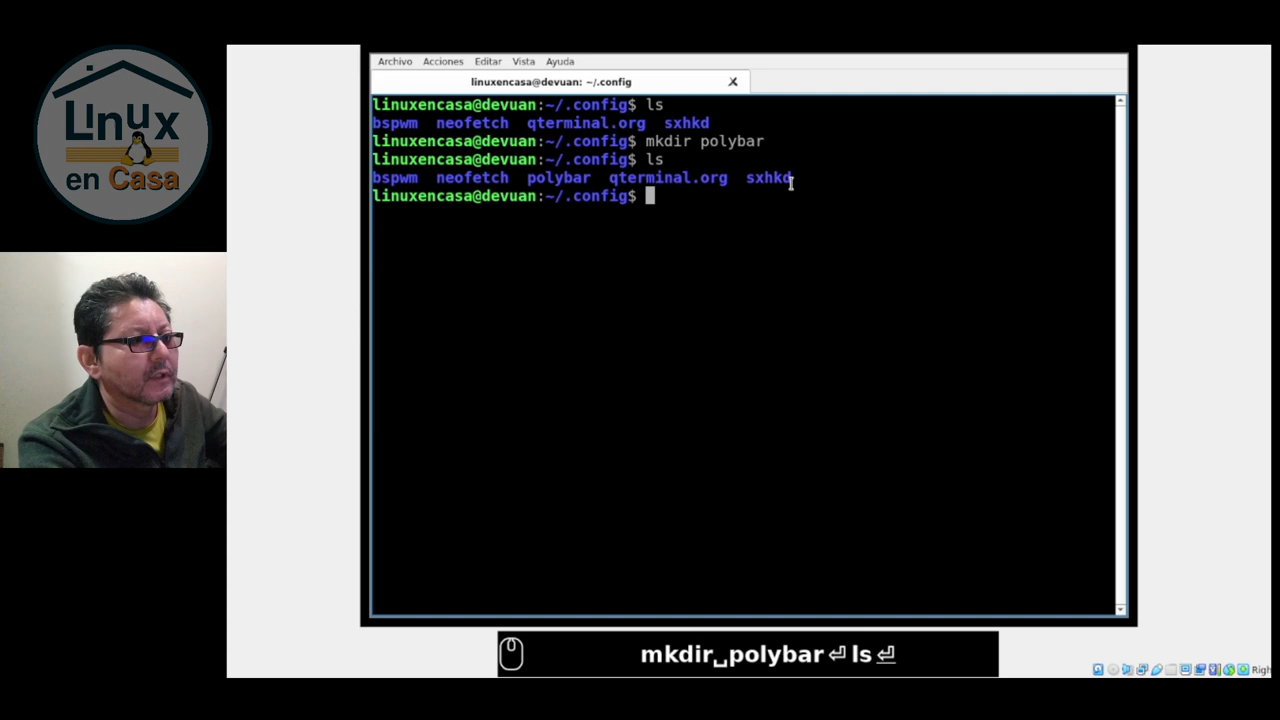 Linux
en Casa
Archivo Acciones Editar Vista Ayuda
linuxencasa@devuan: ~/.config X
linuxencasa@devuan:~/.config$ ls
bspwm neofetch qterminal.org sxhkd
linuxencasa@devuan:~/.config$ mkdir polybar
linuxencasa@devuan:~/.config$ ls
bspwm neofetch polybar qterminal.org sxhkd
linuxencasa@devuan:~/.config$
mkdir␣polybar⏎ ls⏎
Righ